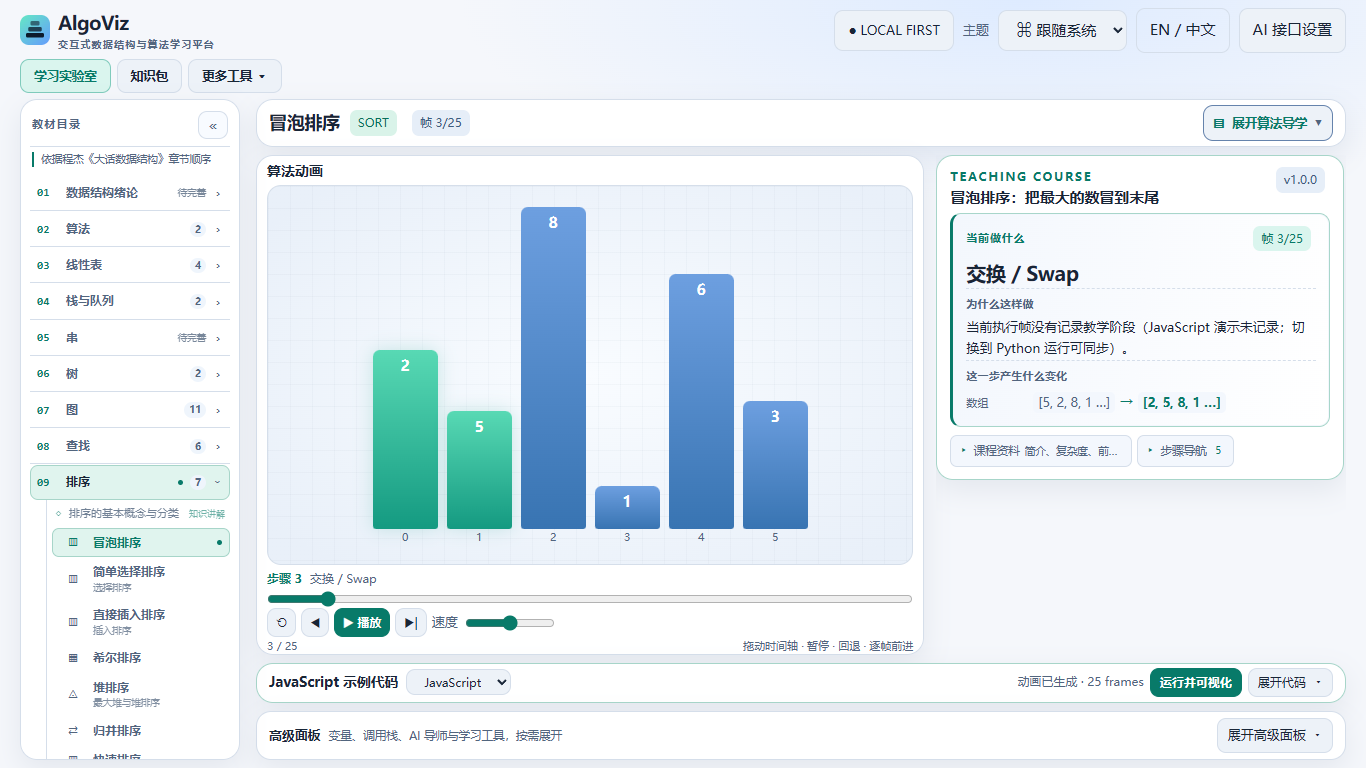 AlgoViz
交互式数据结构与算法学习平台
● LOCAL FIRST
主题
⌘ 跟随系统
EN / 中文
AI 接口设置
学习实验室
知识包
更多工具
教材目录
«
依据程杰《大话数据结构》章节顺序
01 数据结构绪论 待完善 ›
02 算法 2 ›
03 线性表 4 ›
04 栈与队列 2 ›
05 串 待完善 ›
06 树 2 ›
07 图 11 ›
08 查找 6 ›
09 排序 7
排序的基本概念与分类 知识讲解
冒泡排序
简单选择排序
选择排序
直接插入排序
插入排序
希尔排序
堆排序
最大堆与堆排序
归并排序
快速排序
冒泡排序 SORT 帧 3/25
展开算法导学 ▼
算法动画
2 5 8 1 6 3
0 1 2 3 4 5
步骤 3 交换 / Swap
播放
速度
3 / 25
拖动时间轴 · 暂停 · 回退 · 逐帧前进
TEACHING COURSE
v1.0.0
冒泡排序：把最大的数冒到末尾
当前做什么
帧 3/25
交换 / Swap
为什么这样做
当前执行帧没有记录教学阶段（JavaScript 演示未记录；切
换到 Python 运行可同步）。
这一步产生什么变化
数组 [5, 2, 8, 1 …] → [2, 5, 8, 1 …]
课程资料 简介、复杂度、前…
步骤导航 5
JavaScript 示例代码
JavaScript
动画已生成 · 25 frames
运行并可视化
展开代码
高级面板 变量、调用栈、AI 导师与学习工具，按需展开
展开高级面板